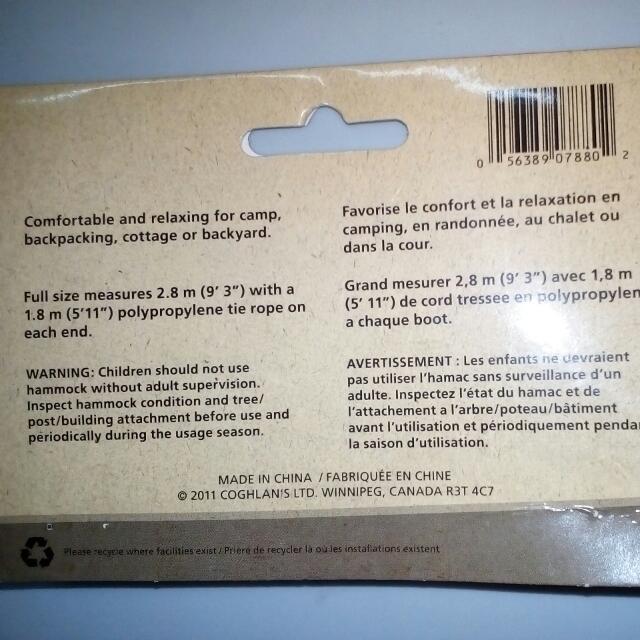 0 56389 07880 2
Comfortable and relaxing for camp,
backpacking, cottage or backyard.
Full size measures 2.8 m (9' 3") with a
1.8 m (5'11") polypropylene tie rope on
each end.
WARNING: Children should not use
hammock without adult supervision.
Inspect hammock condition and tree/
post/building attachment before use and
periodically during the usage season.
Favorise le confort et la relaxation en
camping, en randonnée, au chalet ou
dans la cour.
Grand mesurer 2,8 m (9' 3") avec 1,8 m
(5' 11") de cord tressee en polypropylen
a chaque boot.
AVERTISSEMENT : Les enfants ne devraient
pas utiliser l'hamac sans surveillance d'un
adulte. Inspectez l'état du hamac et de
l'attachement a l'arbre/poteau/bâtiment
avant l'utilisation et périodiquement penda
la saison d'utilisation.
MADE IN CHINA / FABRIQUÉE EN CHINE
© 2011 COGHLAN'S LTD. WINNIPEG, CANADA R3T 4C7
Please recycle where facilities exist / Prière de recycler là où les installations existent